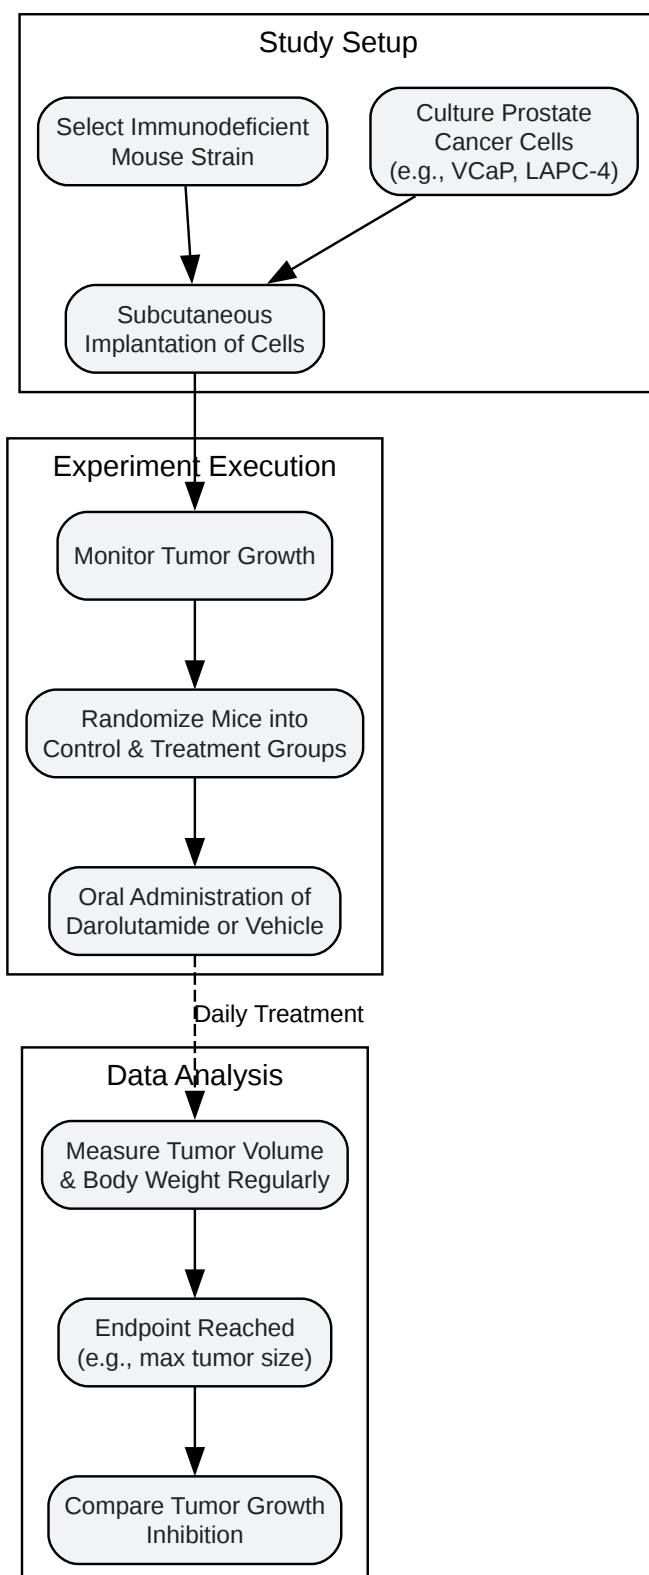 Study Setup
Select Immunodeficient
Mouse Strain
Culture Prostate
Cancer Cells
(e.g., VCaP, LAPC-4)
Subcutaneous
Implantation of Cells
Experiment Execution
Monitor Tumor Growth
Randomize Mice into
Control & Treatment Groups
Oral Administration of
Darolutamide or Vehicle
Daily Treatment
Data Analysis
Measure Tumor Volume
& Body Weight Regularly
Endpoint Reached
(e.g., max tumor size)
Compare Tumor Growth
Inhibition